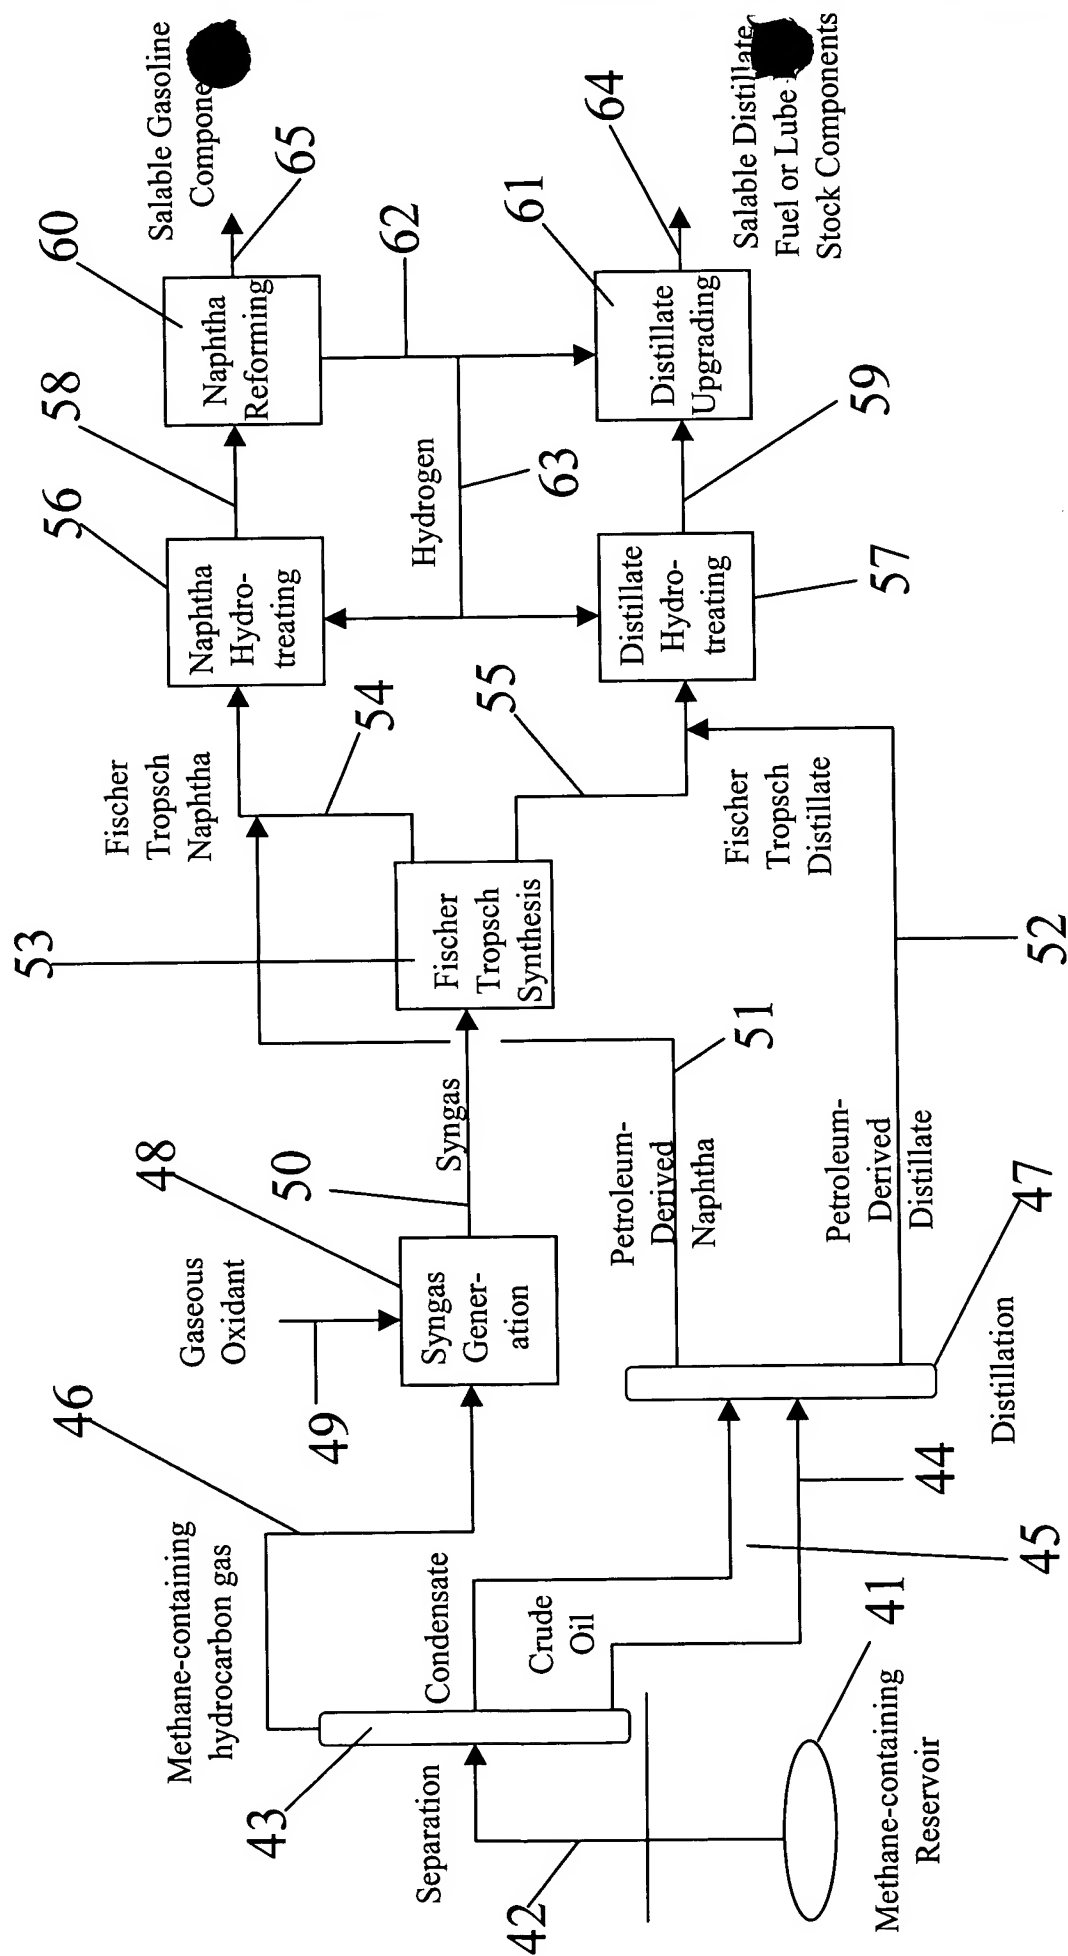 Methane-containing
Reservoir
41
42
Separation
43
Methane-containing
hydrocarbon gas
46
Condensate
Crude
Oil
45
44
Distillation
47
Gaseous
Oxidant
49
48
Syngas
Gener-
ation
50
Syngas
Petroleum-
Derived
Naphtha
51
Petroleum-
Derived
Distillate
52
53
Fischer
Tropsch
Synthesis
Fischer
Tropsch
Naphtha
54
55
Fischer
Tropsch
Distillate
56
Naphtha
Hydro-
treating
Distillate
Hydro-
treating
57
58
Hydrogen
63
59
60
Naphtha
Reforming
62
61
Distillate
Upgrading
65
64
Salable Gasoline
Salable Distillate
Fuel or Lube
Stock Components